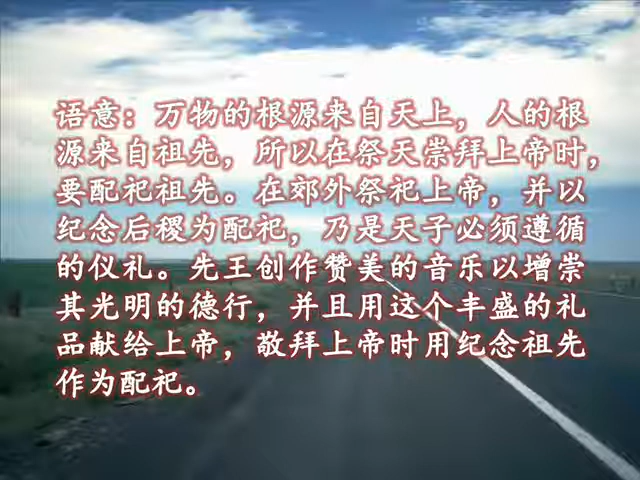 语意：万物的根源来自天上，人的根
源来自祖先，所以在祭天崇拜上帝时，
要配祀祖先。在郊外祭祀上帝，并以
纪念后稷为配祀，乃是天子必须遵循
的仪礼。先王创作赞美的音乐以增崇
其光明的德行，并且用这个丰盛的礼
品献给上帝，敬拜上帝时用纪念祖先
作为配祀。